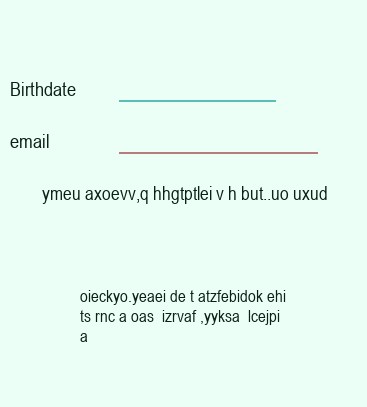 Birthdate
email
ymeu axoevv,q hhgtptlei v h but..uo uxud
oieckyo.yeaei de t atzfebidok ehi
ts rnc a oas  izrvaf ,yyksa  lcejpi
a